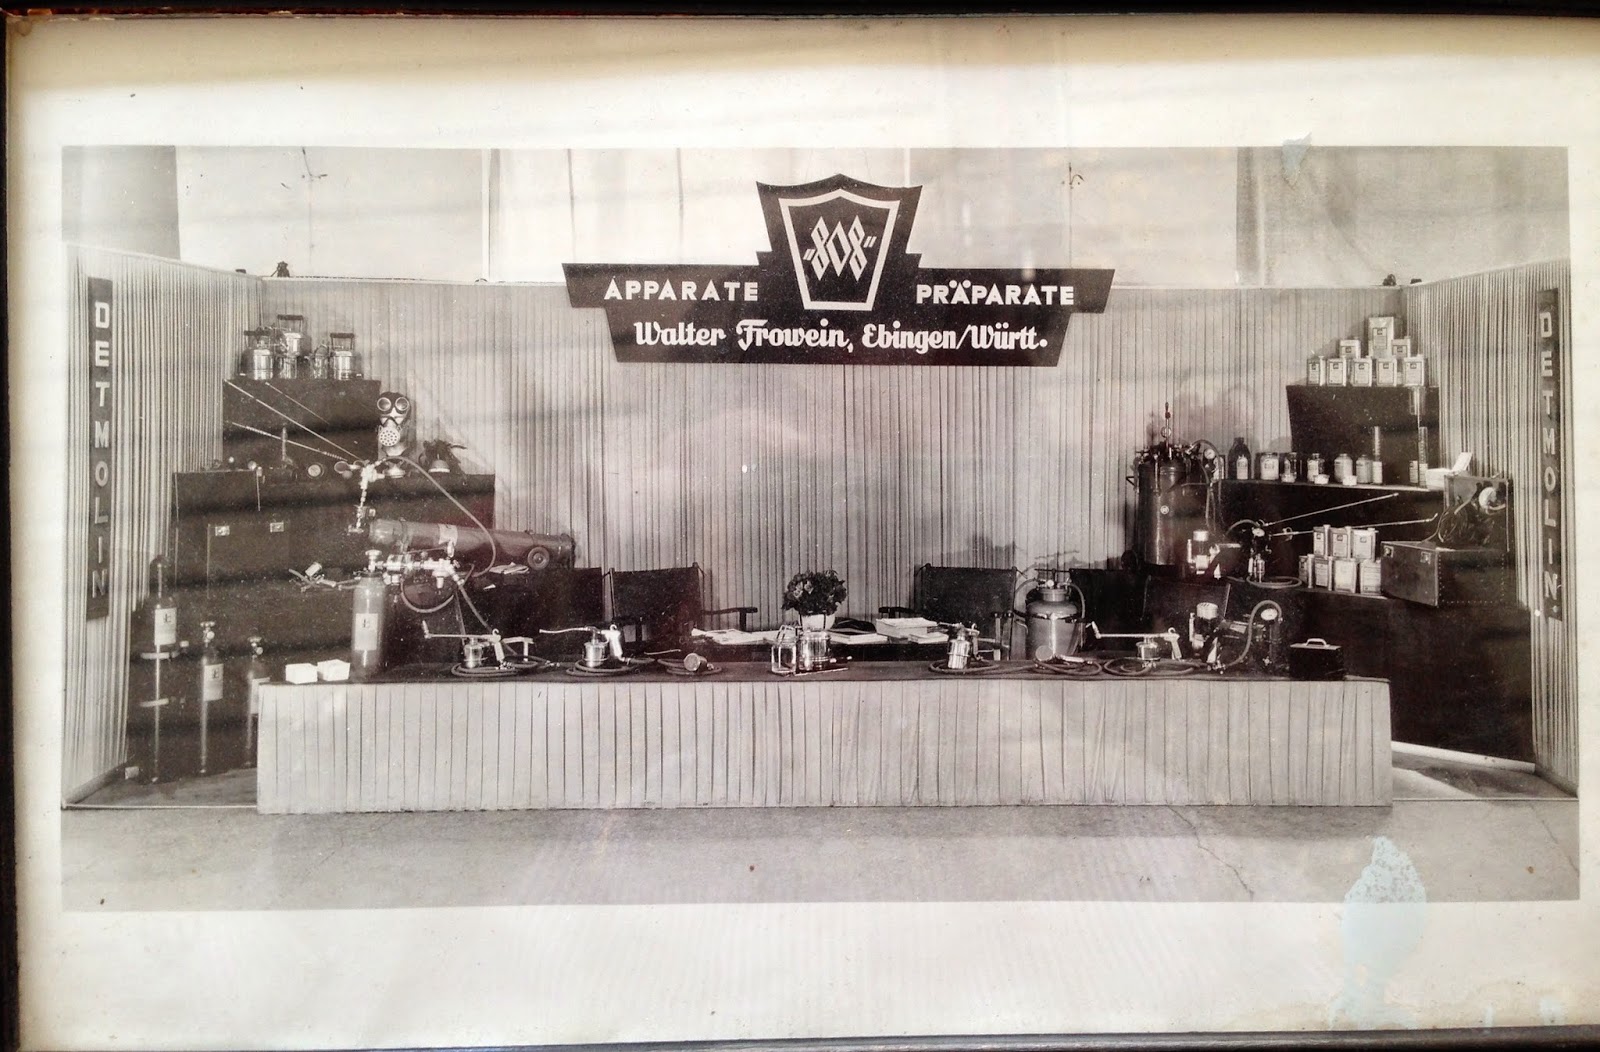 "808"
APPARATE PRÄPARATE
Walter Frowein, Ebingen/Württ.
DETMOLIN
DETMOLIN